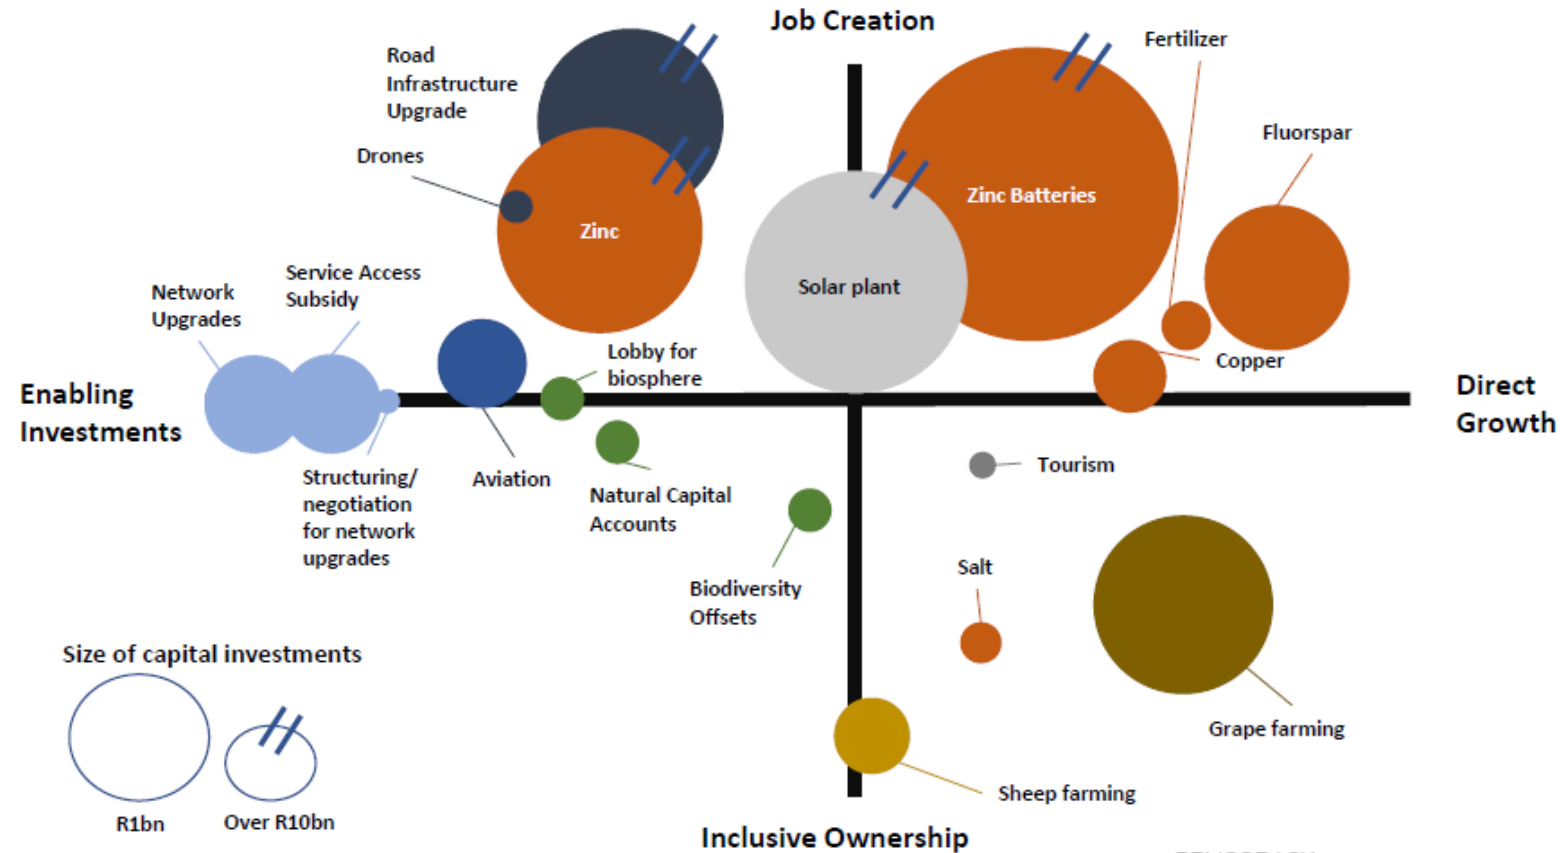 Job Creation
Fertilizer
Road
Infrastructure
Upgrade
Fluorspar
Drones
Zinc Batteries
Zinc
Service Access
Subsidy
Solar plant
Network
Upgrades
Lobby for
biosphere
Copper
Enabling
Investments
Direct
Growth
Structuring/
negotiation
for network
upgrades
Aviation
Natural Capital
Accounts
Tourism
Biodiversity
Offsets
Salt
Size of capital investments
Grape farming
R1bn
Over R10bn
Sheep farming
Inclusive Ownership